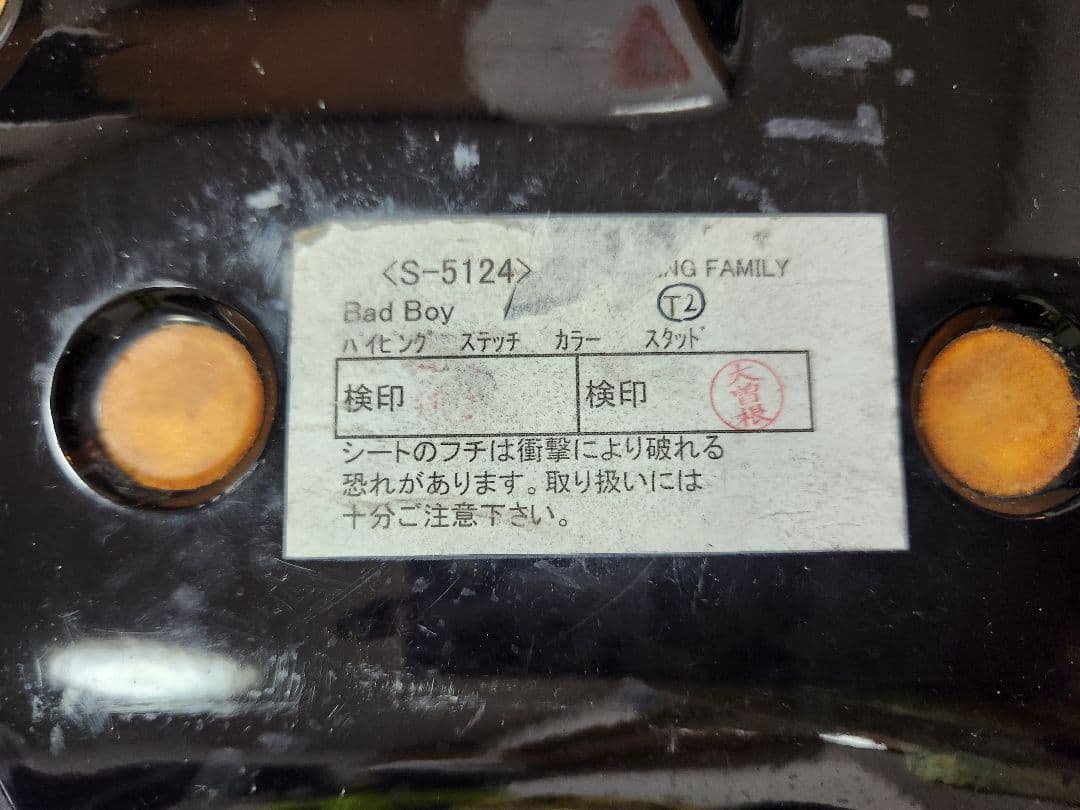 <S-5124> NG FAMILY
Bad Boy T2
パイピング ステッチ カラー スタッド
検印 検印 大曽根
シートのフチは衝撃により破れる
恐れがあります。取り扱いには
十分ご注意下さい。